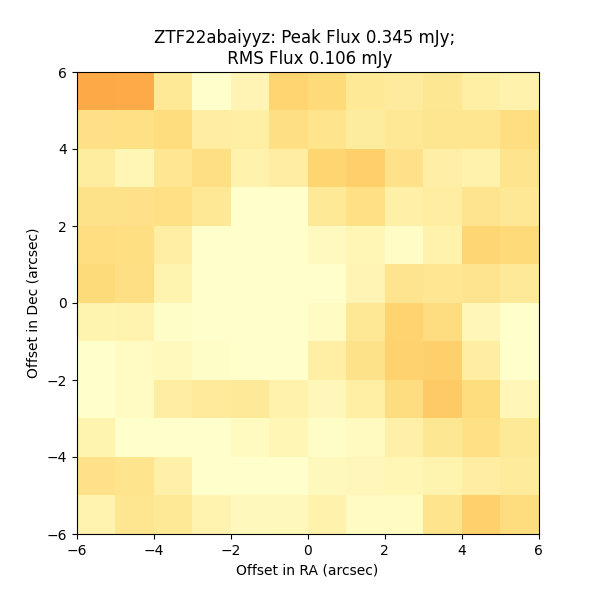 ZTF22abaiyyz: Peak Flux 0.345 mJy;
RMS Flux 0.106 mJy
6
4
2
0
−2
−4
−6
Offset in Dec (arcsec)
−6 −4 −2 0 2 4 6
Offset in RA (arcsec)